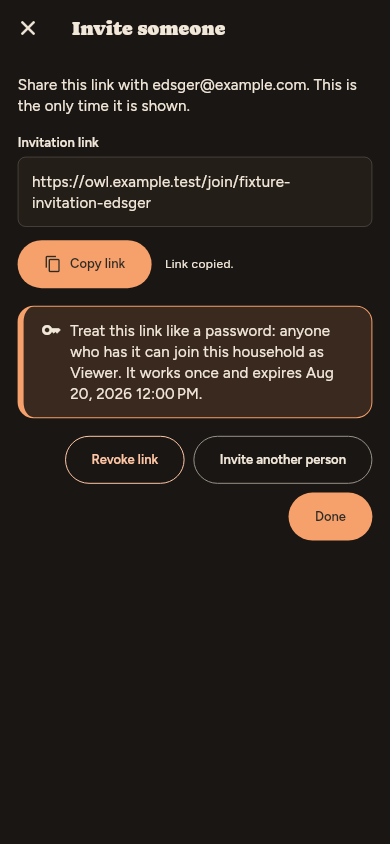 Invite someone
Share this link with edsger@example.com. This is
the only time it is shown.
Invitation link
https://owl.example.test/join/fixture-
invitation-edsger
Copy link
Link copied.
Treat this link like a password: anyone
who has it can join this household as
Viewer. It works once and expires Aug
20, 2026 12:00 PM.
Revoke link
Invite another person
Done